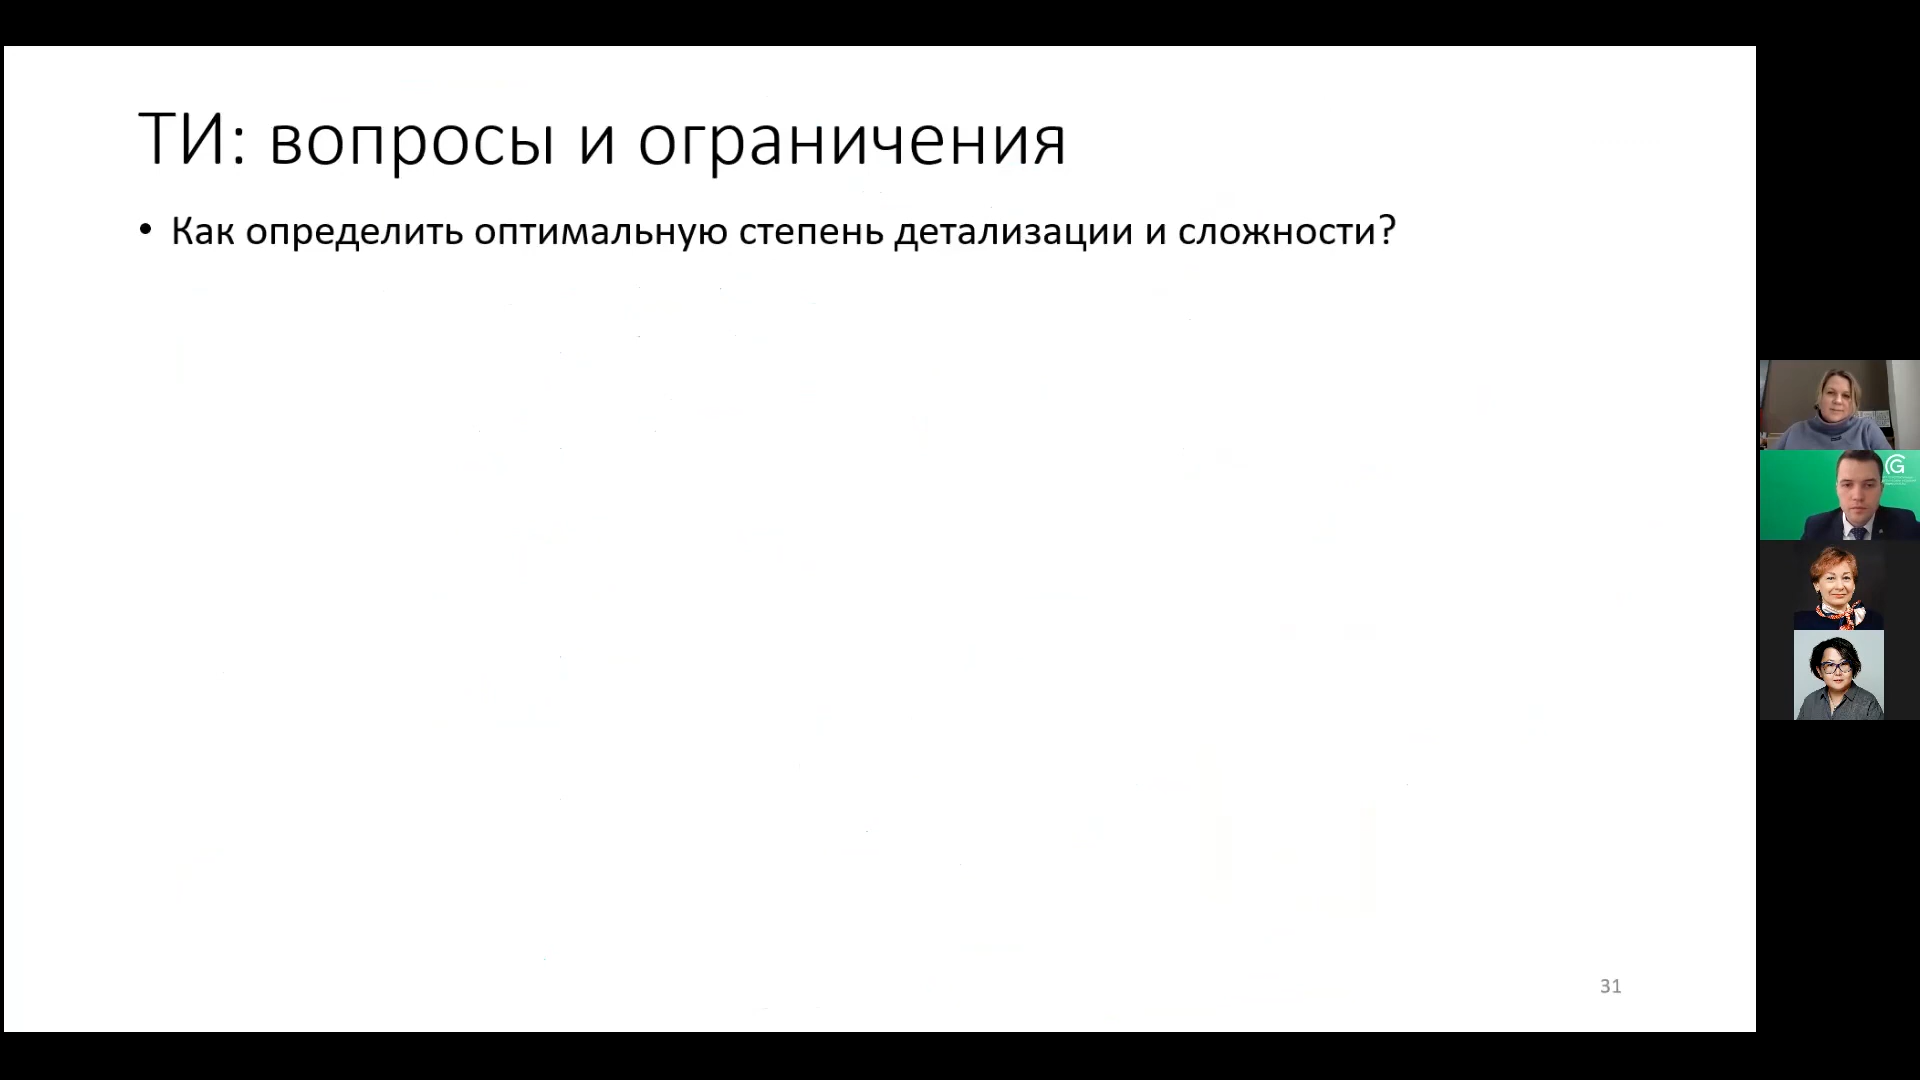 ТИ: вопросы и ограничения
• Как определить оптимальную степень детализации и сложности?
31